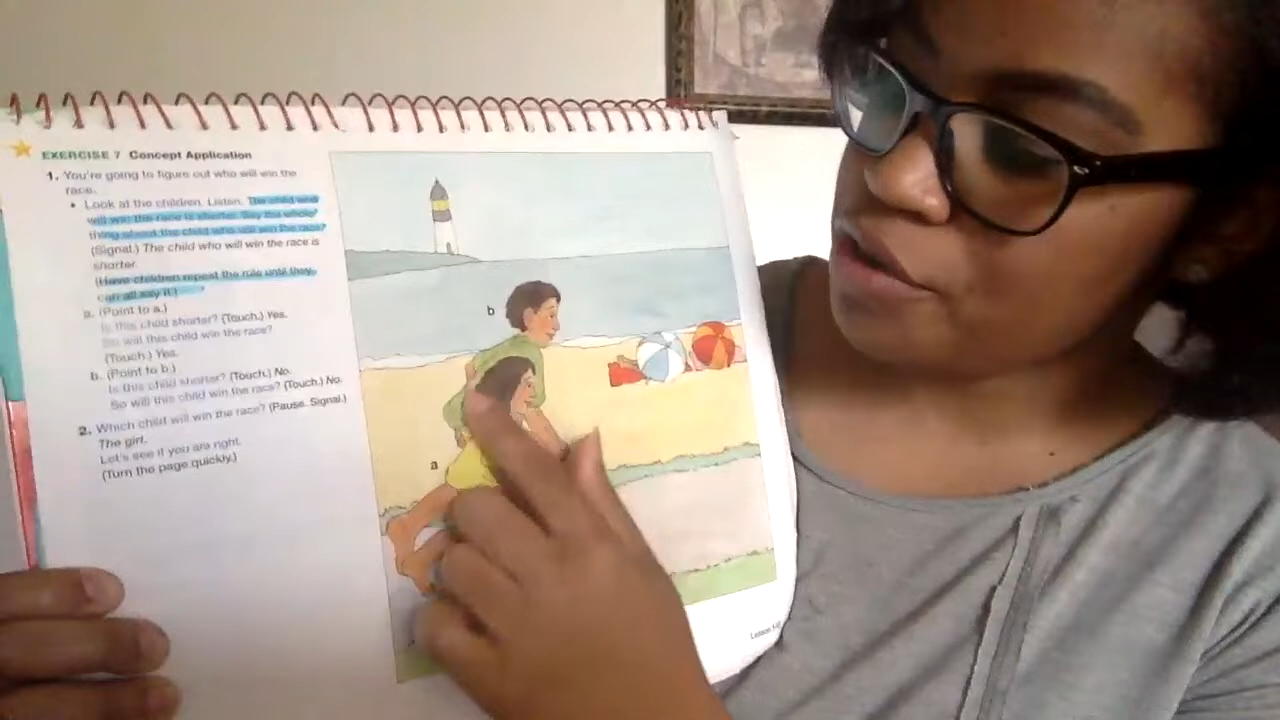 EXERCISE 7 Concept Application
1. You're going to figure out who will win the
race.
• Look at the children. Listen. The child who
will win the race is shorter. Say the whole
thing about the child who will win the race.
(Signal.) The child who will win the race is
shorter.
(Have children repeat the rule until they
can all say it.)
a. (Point to a.)
Is this child shorter? (Touch.) Yes.
So will this child win the race?
(Touch.) Yes.
b. (Point to b.)
Is this child shorter? (Touch.) No.
So will this child win the race? (Touch.) No.
2. Which child will win the race? (Pause. Signal.)
The girl.
Let's see if you are right.
(Turn the page quickly.)
b
a
Lesson